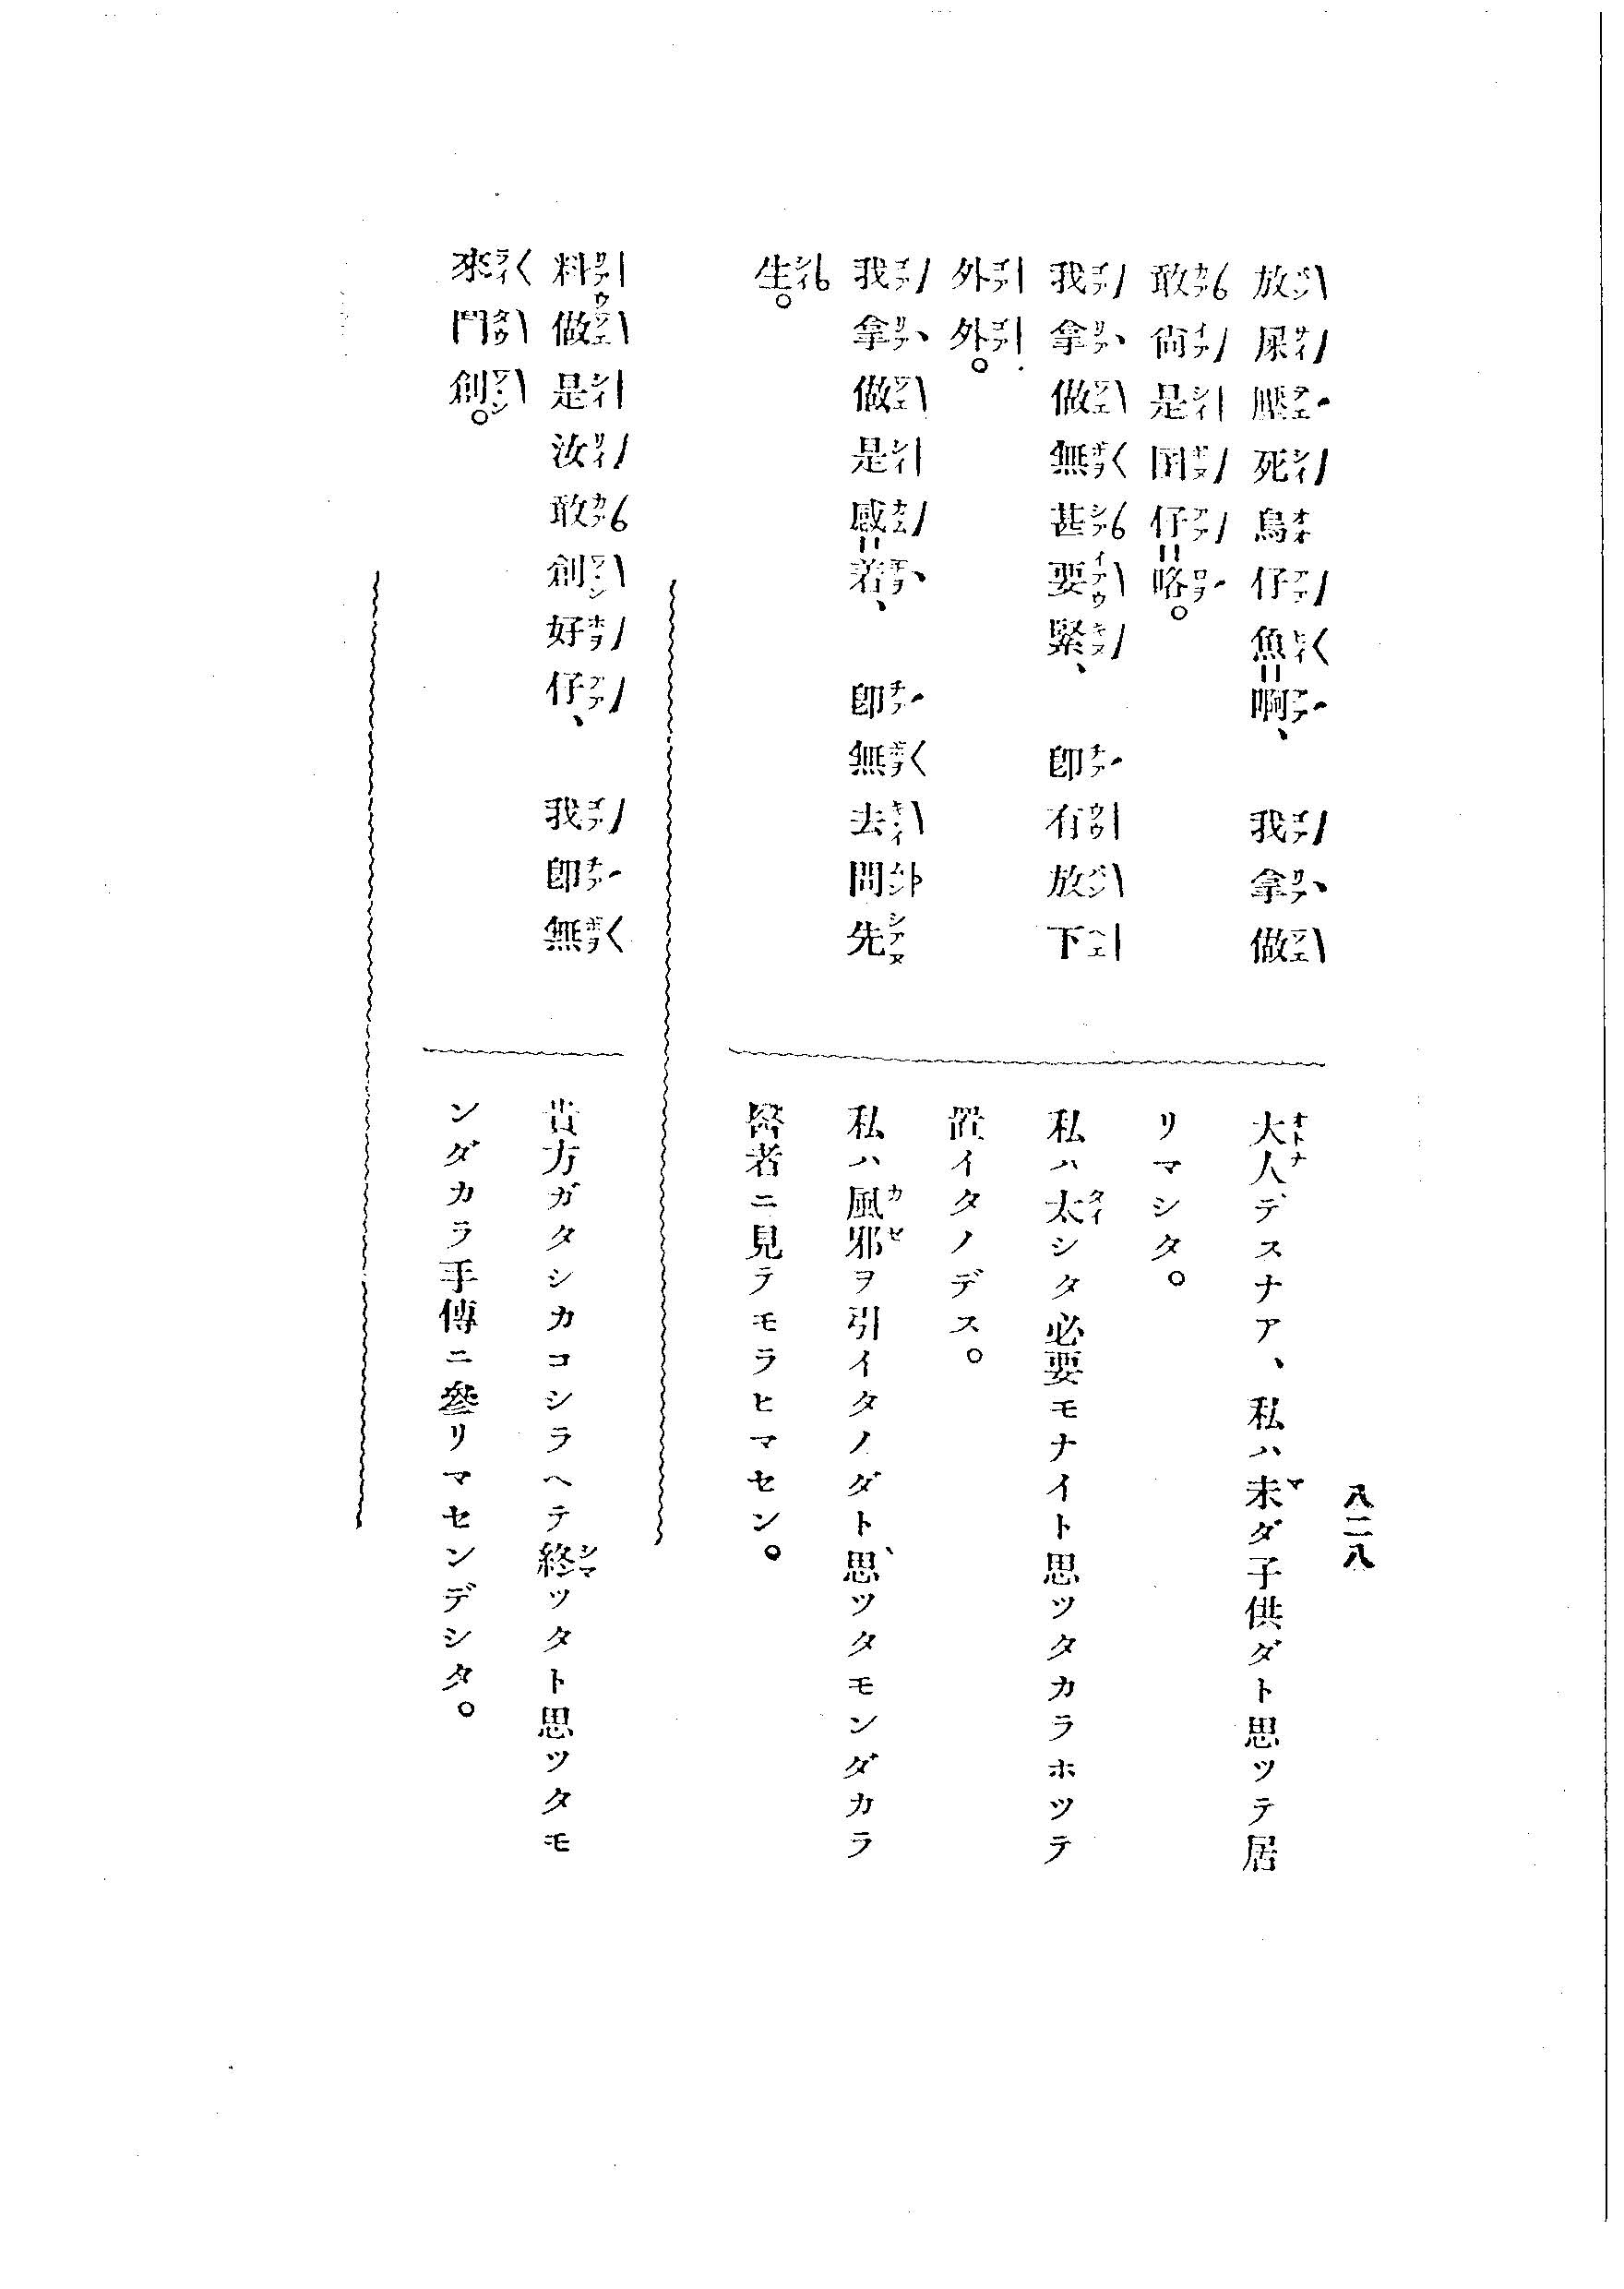 八二八
放屎壓死鳥仔魚=啊、 我拿做
敢尙是囝仔=咯。
我拿做無甚要緊、 卽有放下
外外。
我拿做是感=着、 卽無去問先
生。
大人デスナア、私ハ未ダ子供ダト思ツテ居
リマシタ。
私ハ太シタ必要モナイト思ツタカラホツテ
置イタノデス。
私ハ風邪ヲ引イタノダト思ツタモンダカラ
醫者ニ見テモラヒマセン。
料做是汝敢創好仔、 我卽無
來鬥創。
貴方ガタシカコシラヘテ終ツタト思ツタモ
ンダカラ手傳ニ參リマセンデシタ。